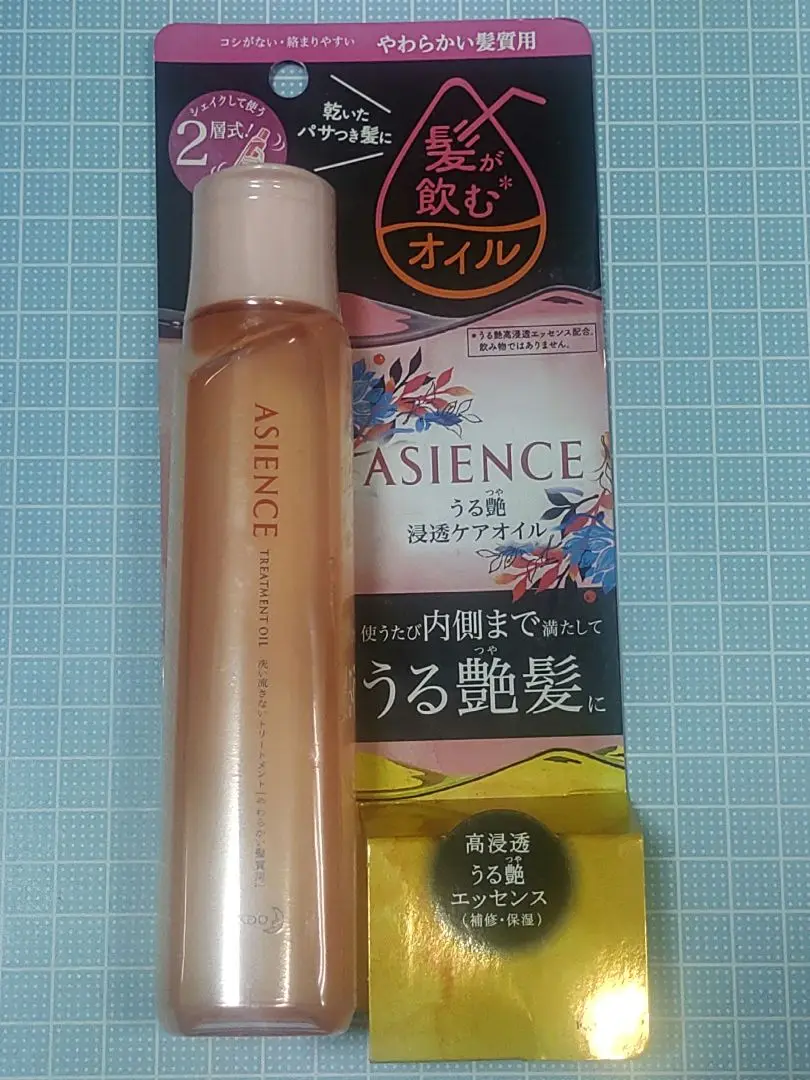 コシがない・絡まりやすい やわらかい髪質用
シェイクして使う
2層式!
乾いた
パサつき髪に
髪が
飲む*
オイル
*うる艶高浸透エッセンス配合。
飲み物ではありません。
ASIENCE
つや
うる艶
浸透ケアオイル
使うたび内側まで満たして
つや
うる艶髪に
高浸透
つや
うる艶
エッセンス
(補修・保湿)
ASIENCE TREATMENT OIL 洗い流さないトリートメント|やわらかい髪質用